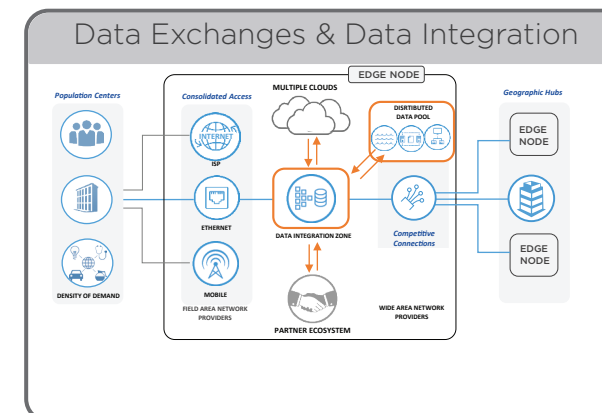 Data Exchanges & Data Integration
EDGE NODE
Population Centers
Consolidated Access
MULTIPLE CLOUDS
Geographic Hubs
DISRTIBUTED
DATA POOL
INTERNET
ISP
EDGE
NODE
ETHERNET
DATA INTEGRATION ZONE
Competitive
Connections
EDGE
NODE
DENSITY OF DEMAND
MOBILE
FIELD AREA NETWORK
PROVIDERS
WIDE AREA NETWORK
PROVIDERS
PARTNER ECOSYSTEM